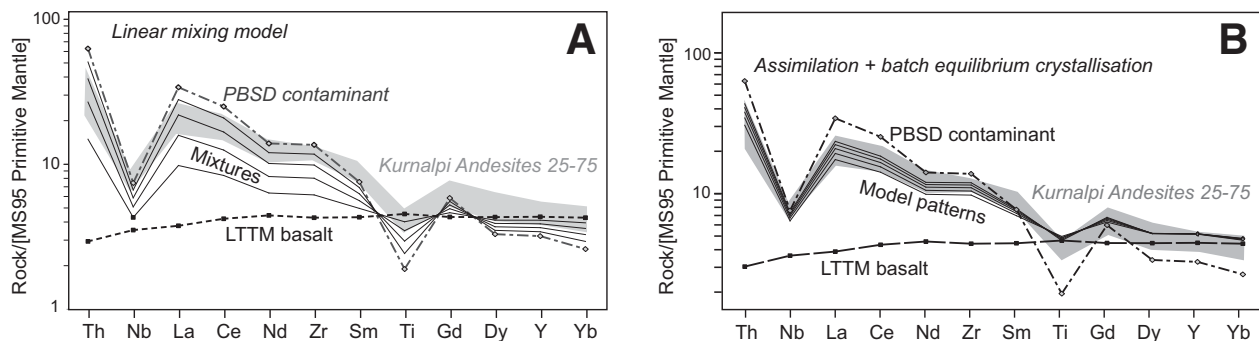 A
Linear mixing model
PBSD contaminant
Kurnalpi Andesites 25-75
Mixtures
LTTM basalt
Rock/[MS95 Primitive Mantle]
100
10
1
Th Nb La Ce Nd Zr Sm Ti Gd Dy Y Yb
B
Assimilation + batch equilibrium crystallisation
PBSD contaminant
Kurnalpi Andesites 25-75
Model patterns
LTTM basalt
Rock/[MS95 Primitive Mantle]
100
10
Th Nb La Ce Nd Zr Sm Ti Gd Dy Y Yb